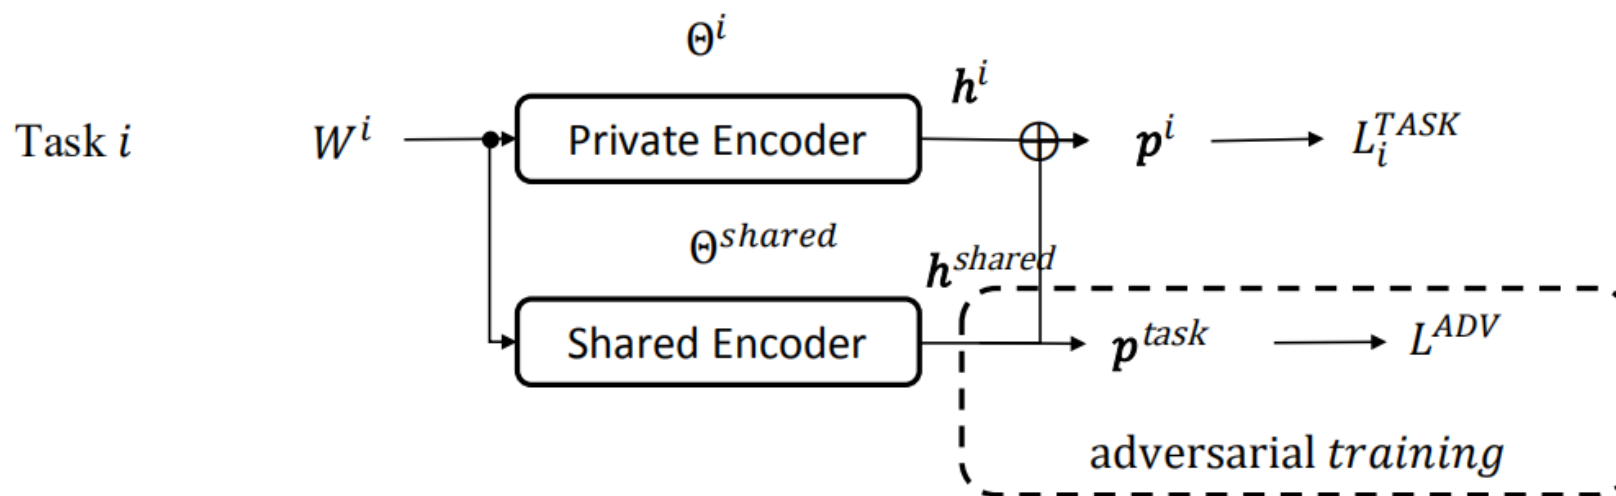 Θ^i
h^i
Task i W^i Private Encoder p^i L_i^{TASK}
Θ^{shared}
h^{shared}
Shared Encoder p^{task} L^{ADV}
adversarial training